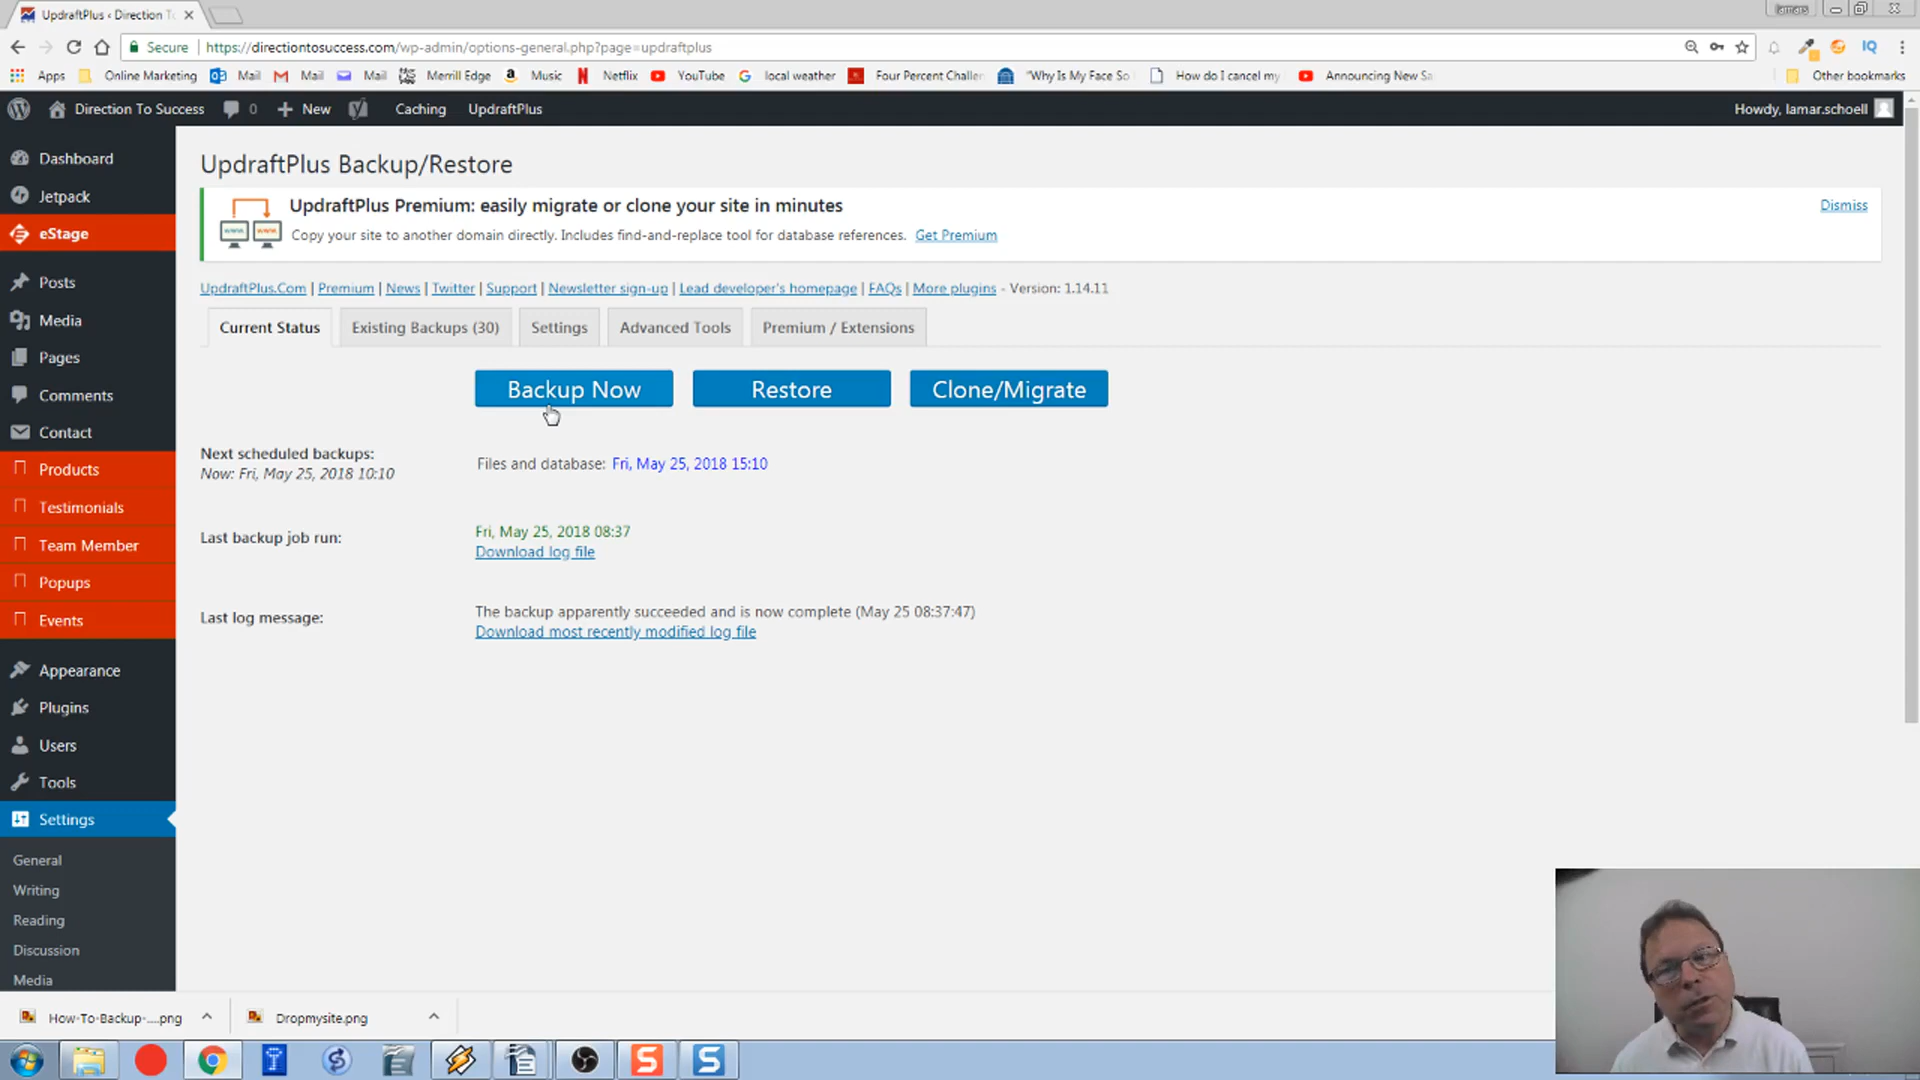 UpdraftPlus ‹ Direction To
lamars
Secure
https://directiontosuccess.com/wp-admin/options-general.php?page=updraftplus
IQ
Apps
Online Marketing
Mail
Mail
Mail
Merrill Edge
Music
Netflix
YouTube
local weather
Four Percent Challen
"Why Is My Face So
How do I cancel my
Announcing New Sa
Other bookmarks
Direction To Success
0
New
Caching
UpdraftPlus
Howdy, lamar.schoell
Dashboard
Jetpack
eStage
Posts
Media
Pages
Comments
Contact
Products
Testimonials
Team Member
Popups
Events
Appearance
Plugins
Users
Tools
Settings
General
Writing
Reading
Discussion
Media
UpdraftPlus Backup/Restore
UpdraftPlus Premium: easily migrate or clone your site in minutes
Dismiss
Copy your site to another domain directly. Includes find-and-replace tool for database references. Get Premium
UpdraftPlus.Com | Premium | News | Twitter | Support | Newsletter sign-up | Lead developer's homepage | FAQs | More plugins - Version: 1.14.11
Current Status
Existing Backups (30)
Settings
Advanced Tools
Premium / Extensions
Backup Now
Restore
Clone/Migrate
Next scheduled backups:
Now: Fri, May 25, 2018 10:10
Files and database: Fri, May 25, 2018 15:10
Last backup job run:
Fri, May 25, 2018 08:37
Download log file
Last log message:
The backup apparently succeeded and is now complete (May 25 08:37:47)
Download most recently modified log file
How-To-Backup-....png
Dropmysite.png